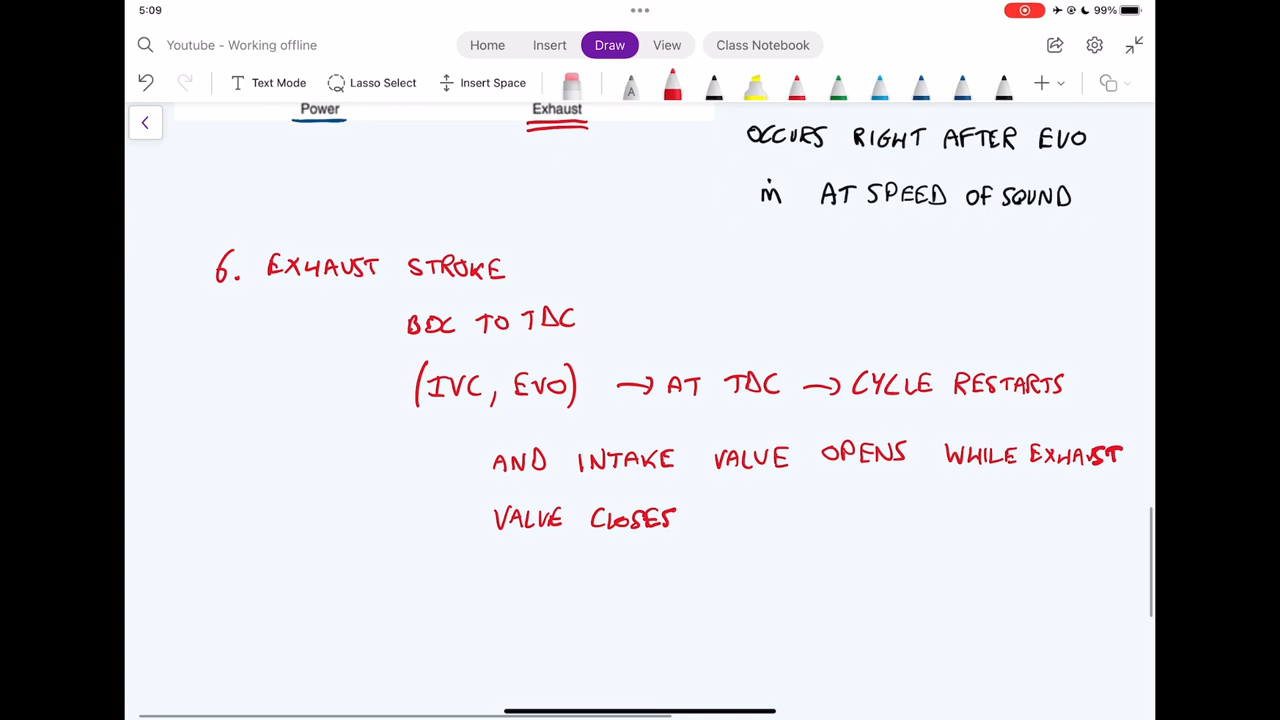 5:09
99%
Youtube - Working offline
Home Insert Draw View Class Notebook
Text Mode Lasso Select Insert Space
A
Power Exhaust
OCCURS RIGHT AFTER EVO
ṁ AT SPEED OF SOUND
6. EXHAUST STROKE
BDC TO TDC
(IVC, EVO) → AT TDC → CYCLE RESTARTS
AND INTAKE VALVE OPENS WHILE EXHAUST
VALVE CLOSES